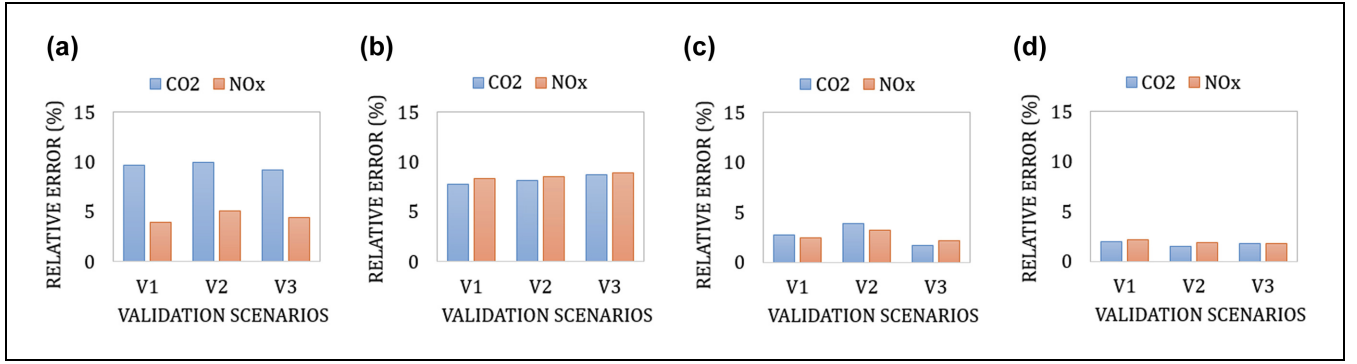 (a)
CO2 NOx
RELATIVE ERROR (%)
15
10
5
0
V1 V2 V3
VALIDATION SCENARIOS
(b)
CO2 NOx
RELATIVE ERROR (%)
15
10
5
0
V1 V2 V3
VALIDATION SCENARIOS
(c)
CO2 NOx
RELATIVE ERROR (%)
15
10
5
0
V1 V2 V3
VALIDATION SCENARIOS
(d)
CO2 NOx
RELATIVE ERROR (%)
15
10
5
0
V1 V2 V3
VALIDATION SCENARIOS